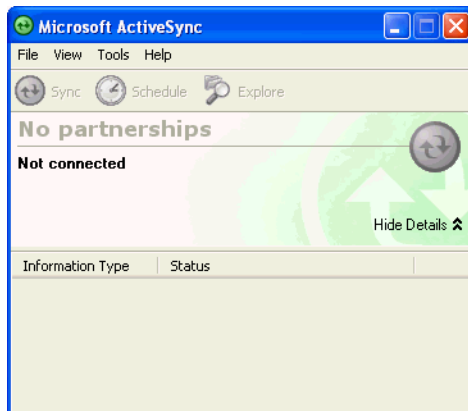 Microsoft ActiveSync
File View Tools Help
Sync Schedule Explore
No partnerships
Not connected
Hide Details
Information Type Status